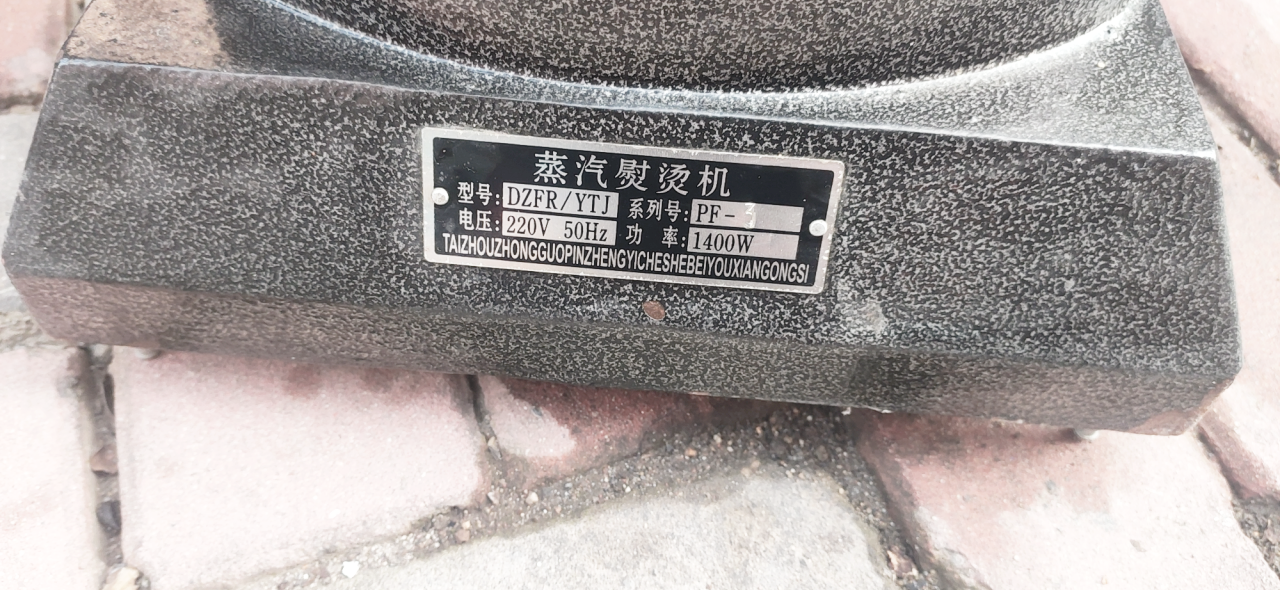 蒸汽熨烫机
型号: DZFR/YTJ 系列号: PF-3
电压: 220V 50Hz 功 率: 1400W
TAIZHOUZHONGGUOPINZHENGYICHESHEBEIYOUXIANGONGSI